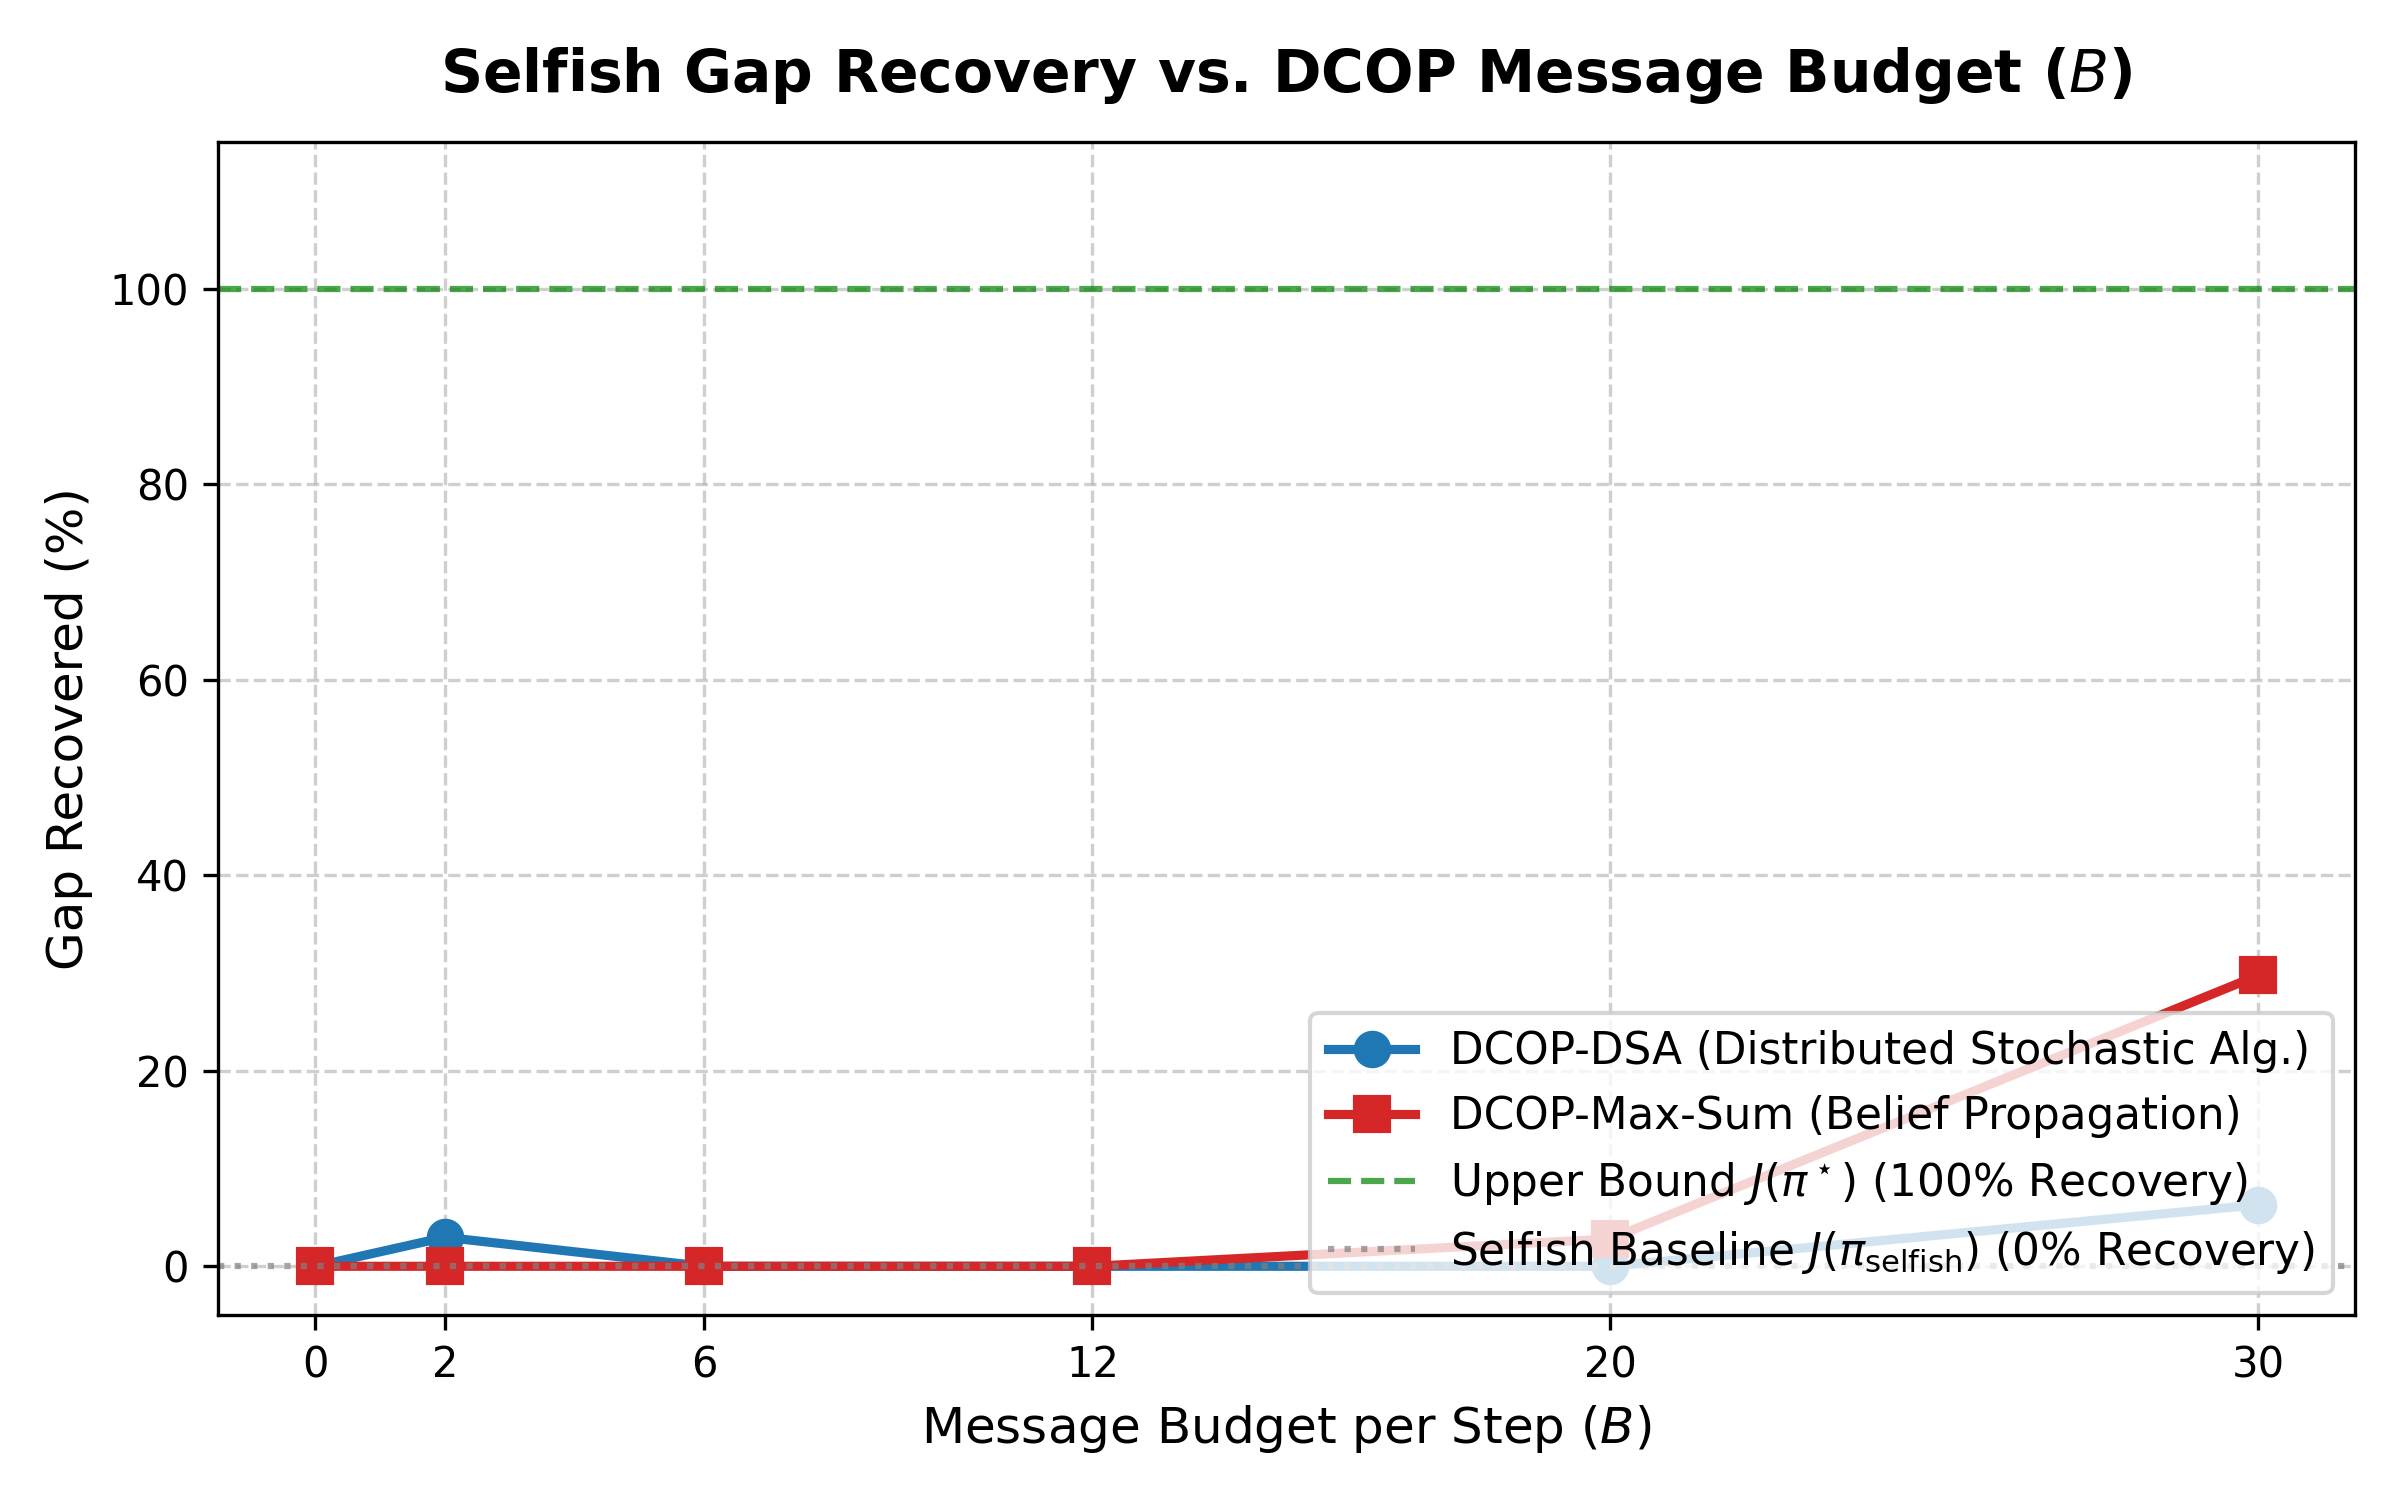 Selfish Gap Recovery vs. DCOP Message Budget (B)
Gap Recovered (%)
100
80
60
40
20
0
DCOP-DSA (Distributed Stochastic Alg.)
DCOP-Max-Sum (Belief Propagation)
Upper Bound J(π⋆) (100% Recovery)
Selfish Baseline J(πselfish) (0% Recovery)
0 2 6 12 20 30
Message Budget per Step (B)